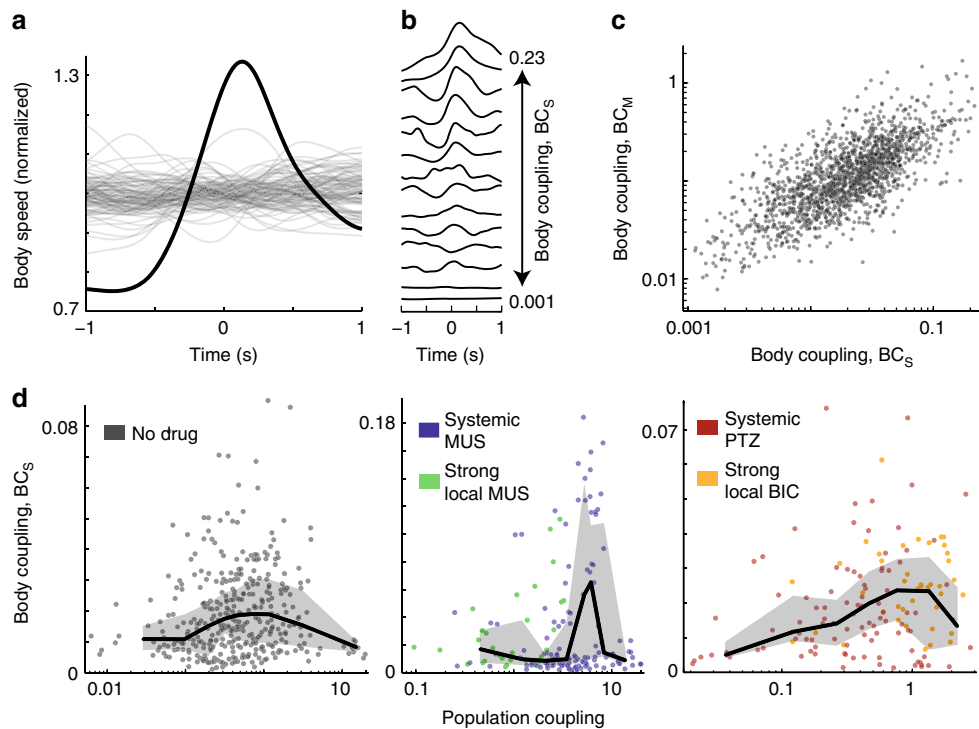 a
Body speed (normalized)
1.3
0.7
−1
0
1
Time (s)
b
0.23
Body coupling, BCS
0.001
−1
0
1
Time (s)
c
Body coupling, BCM
1
0.01
0.001
0.1
Body coupling, BCS
d
Body coupling, BCS
0.08
0
No drug
0.01
10
0.18
0
Systemic
MUS
Strong
local MUS
0.1
10
Population coupling
0.07
0
Systemic
PTZ
Strong
local BIC
0.1
1